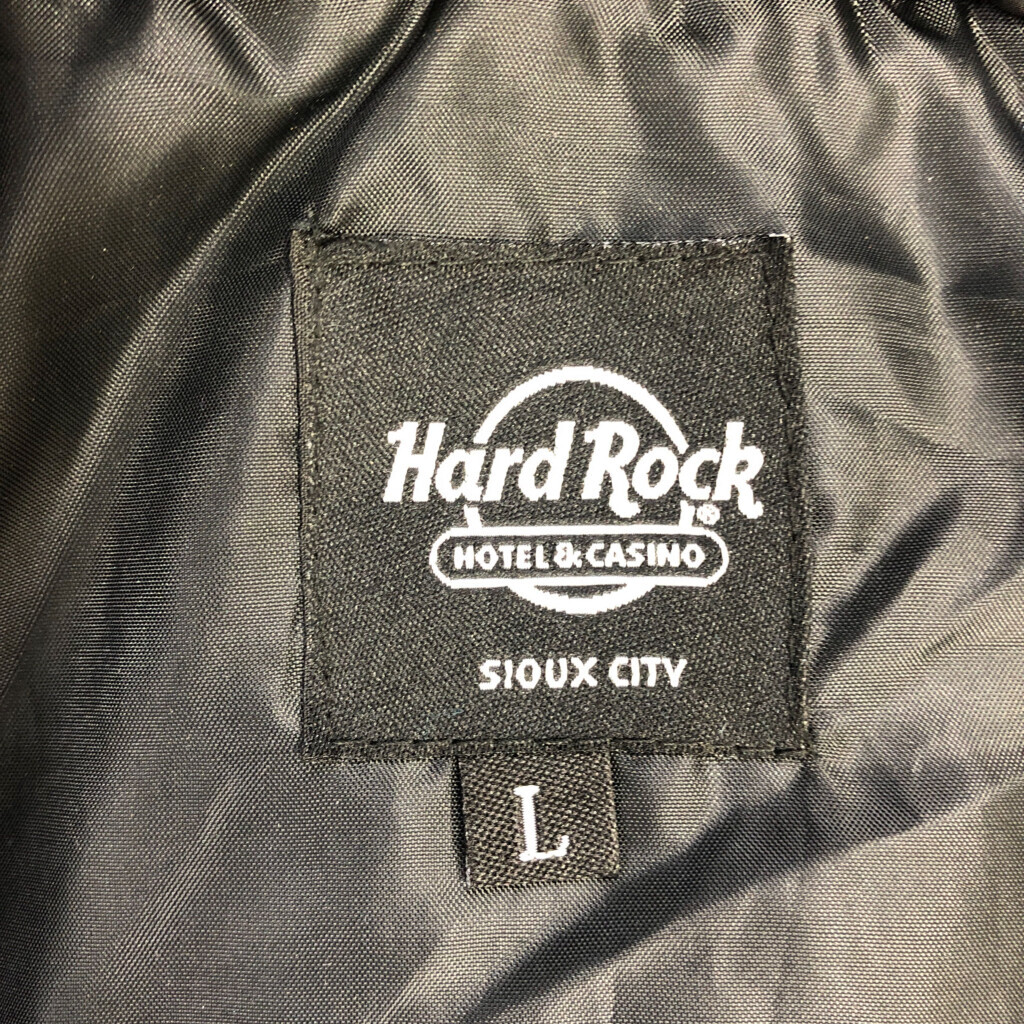 Hard Rock®
HOTEL & CASINO
SIOUX CITY
L